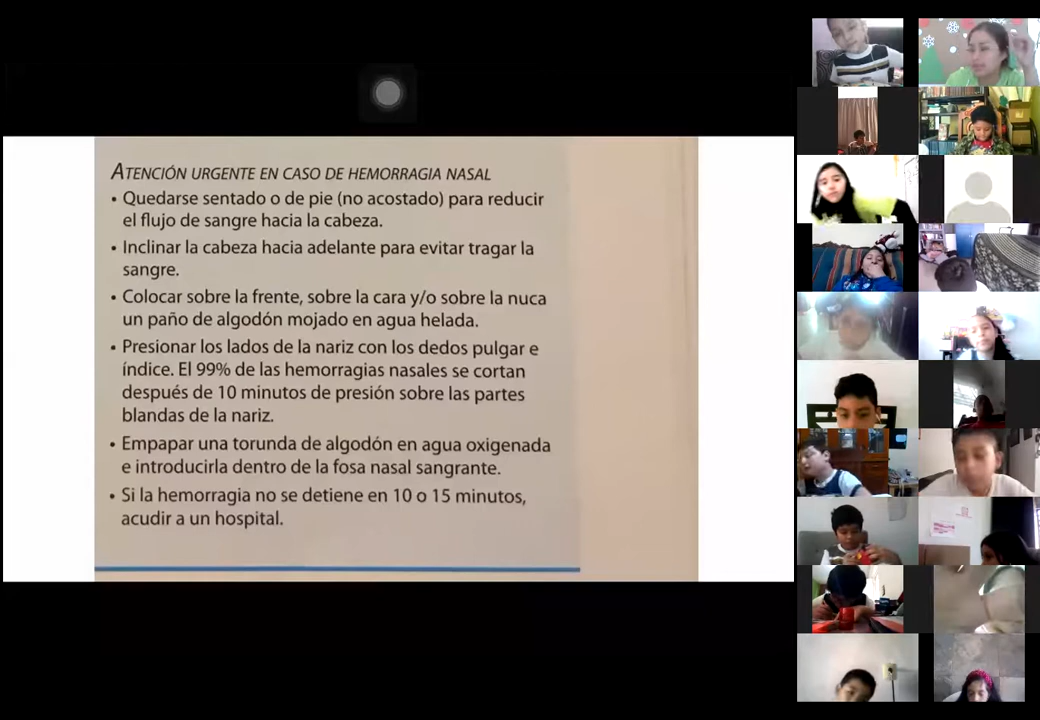 ATENCIÓN URGENTE EN CASO DE HEMORRAGIA NASAL
• Quedarse sentado o de pie (no acostado) para reducir
el flujo de sangre hacia la cabeza.
• Inclinar la cabeza hacia adelante para evitar tragar la
sangre.
• Colocar sobre la frente, sobre la cara y/o sobre la nuca
un paño de algodón mojado en agua helada.
• Presionar los lados de la nariz con los dedos pulgar e
índice. El 99% de las hemorragias nasales se cortan
después de 10 minutos de presión sobre las partes
blandas de la nariz.
• Empapar una torunda de algodón en agua oxigenada
e introducirla dentro de la fosa nasal sangrante.
• Si la hemorragia no se detiene en 10 o 15 minutos,
acudir a un hospital.